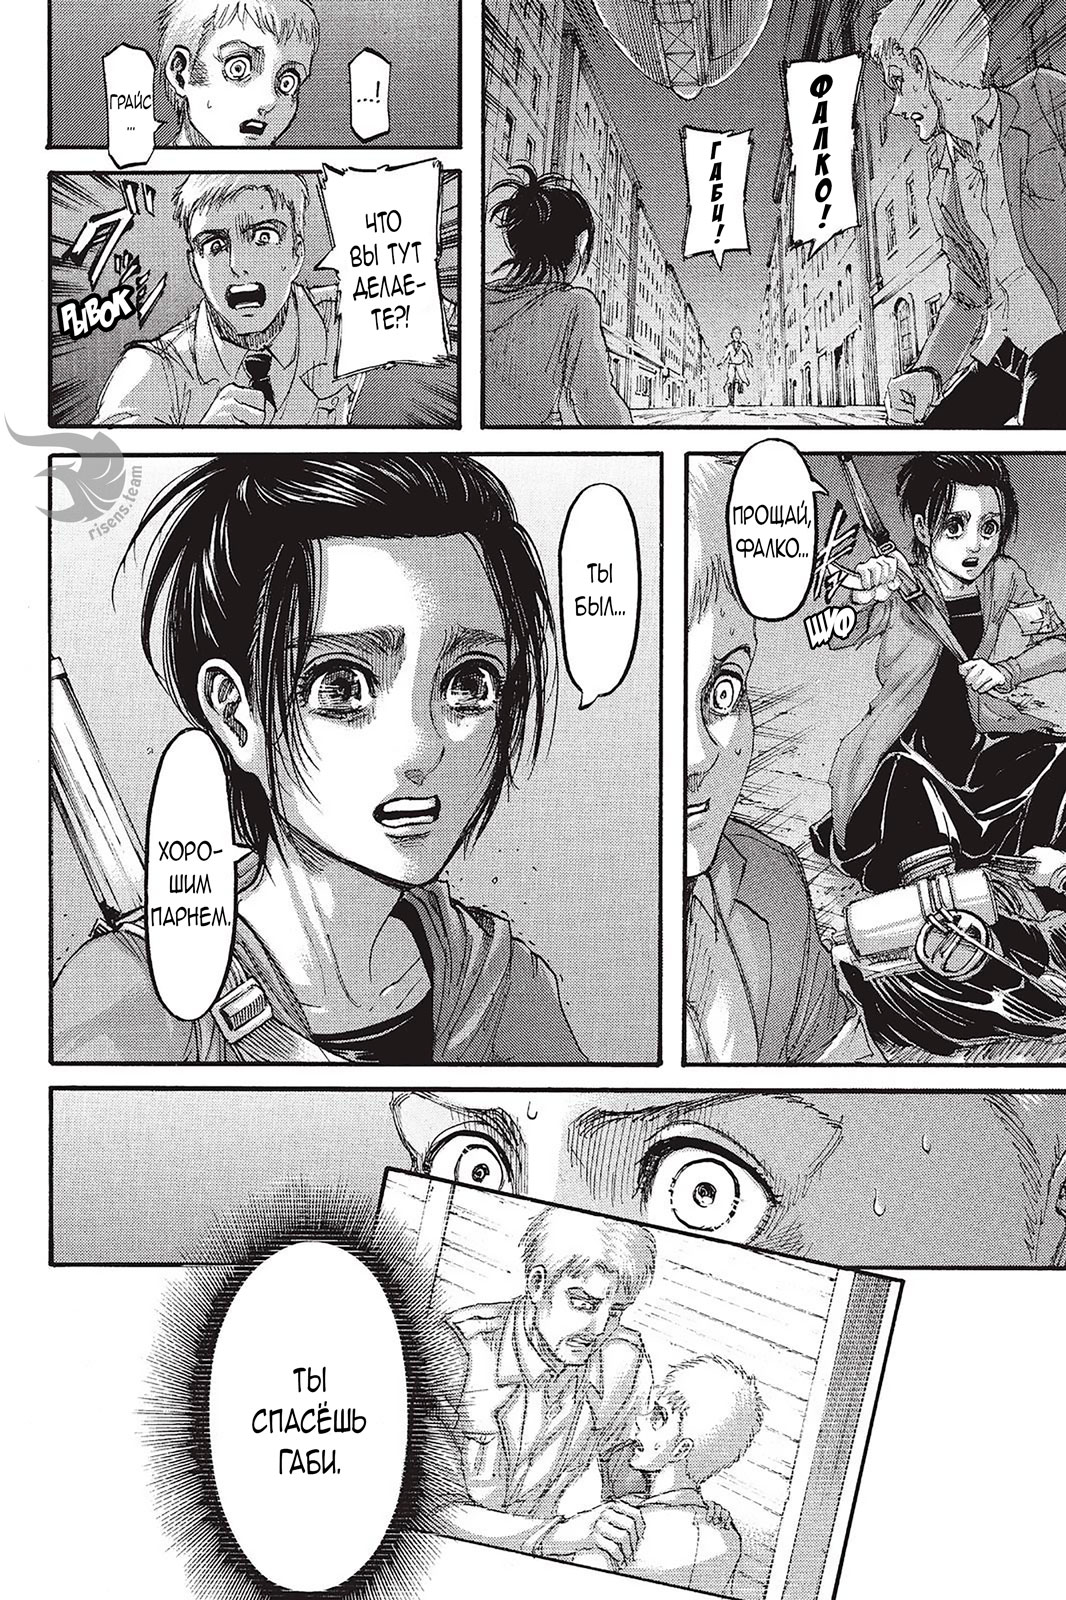 ФАЛКО!
ГАБИ!
...!
ГРАЙС
...
ЧТО
ВЫ ТУТ
ДЕЛАЕ-
ТЕ?!
РЫВОК
ПРОЩАЙ,
ФАЛКО...
ШУФ
ТЫ
БЫЛ...
ХОРО-
ШИМ
ПАРНЕМ.
ТЫ
СПАСЁШЬ
ГАБИ.
risens.team